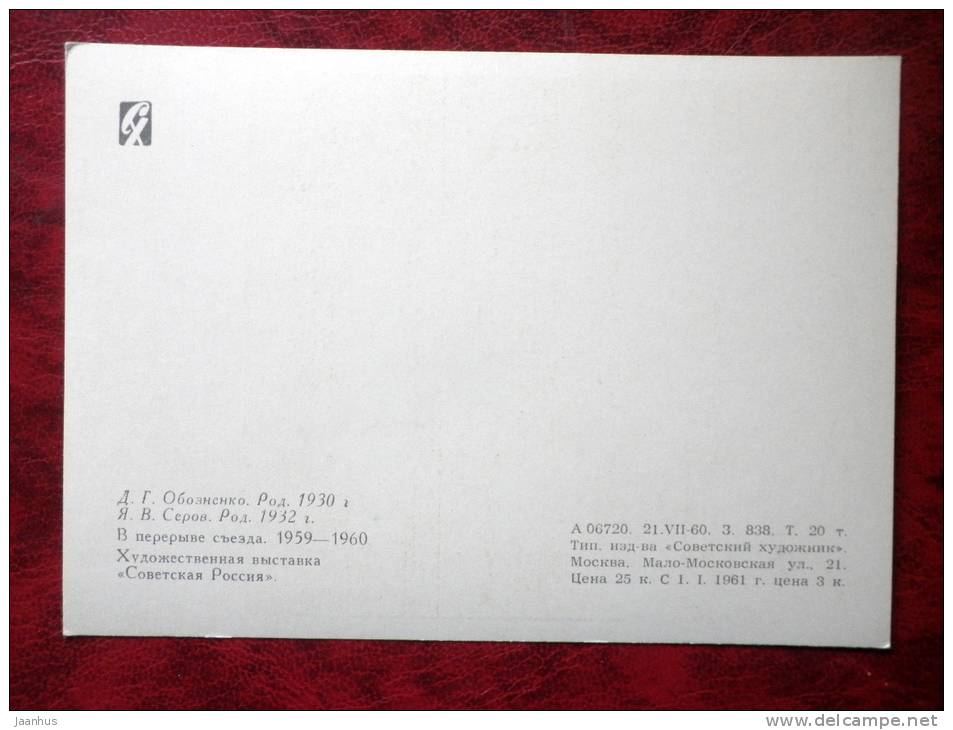 СХ
Д. Г. Обозненко. Род. 1930 г
Я. В. Серов. Род. 1932 г.
В перерыве съезда. 1959—1960
Художественная выставка
«Советская Россия».
А 06720. 21.VII-60. З. 838. Т. 20 т.
Тип. изд-ва «Советский художник».
Москва, Мало-Московская ул., 21.
Цена 25 к. С 1. I. 1961 г. цена 3 к.
jaanhus
www.delcampe.net